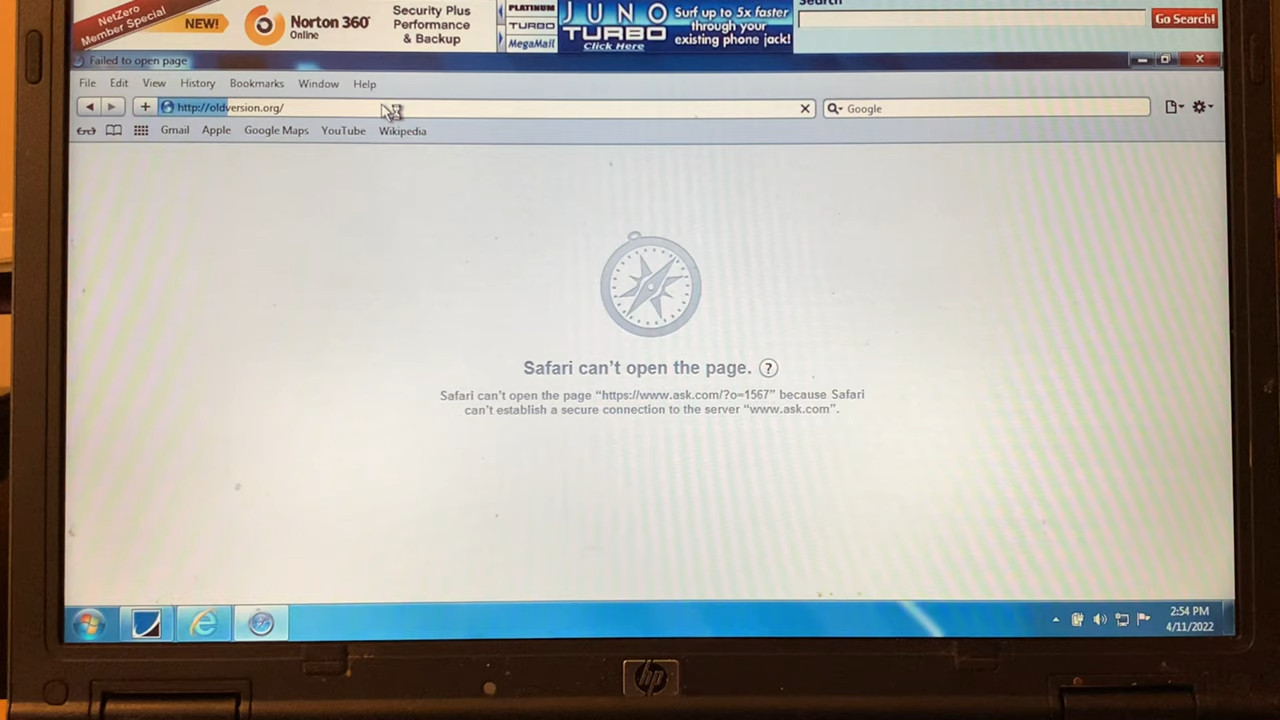 NetZero
Member Special
NEW!
Norton 360
Online
Security Plus
Performance
& Backup
PLATINUM
TURBO
MegaMail
JUNO
TURBO
Click Here
Surf up to 5x faster
through your
existing phone jack!
Search
Go Search!
Failed to open page
File Edit View History Bookmarks Window Help
http://oldversion.org/
Google
Gmail Apple Google Maps YouTube Wikipedia
Safari can't open the page. ?
Safari can't open the page “https://www.ask.com/?o=1567” because Safari
can't establish a secure connection to the server “www.ask.com”.
2:54 PM
4/11/2022
hp